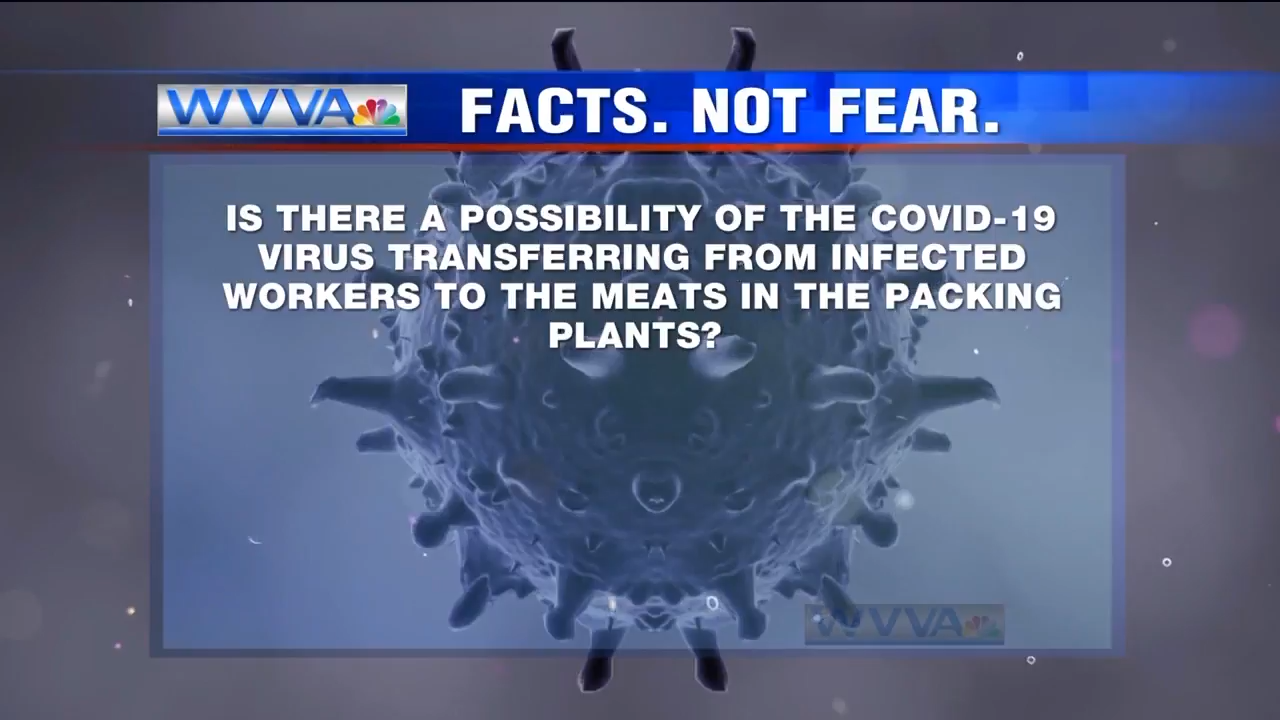 WVVA
FACTS. NOT FEAR.
IS THERE A POSSIBILITY OF THE COVID-19
VIRUS TRANSFERRING FROM INFECTED
WORKERS TO THE MEATS IN THE PACKING
PLANTS?
WVVA